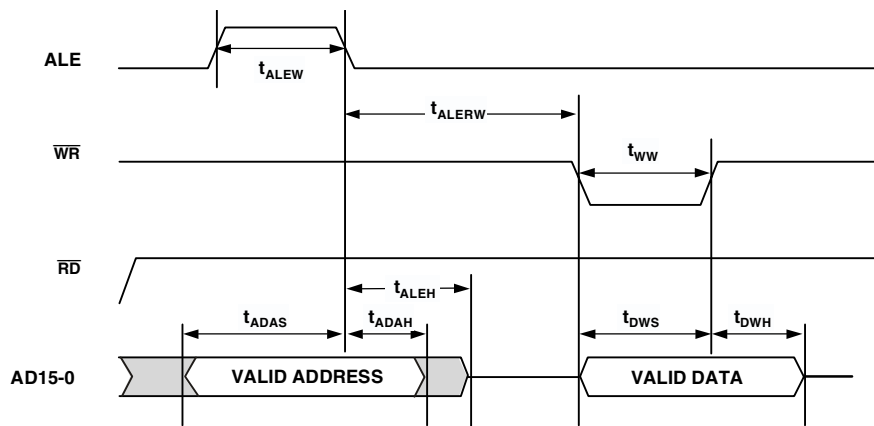 ALE
tALEW
tALERW
WR
tWW
RD
tALEH
tADAS tADAH tDWS tDWH
AD15-0 VALID ADDRESS VALID DATA